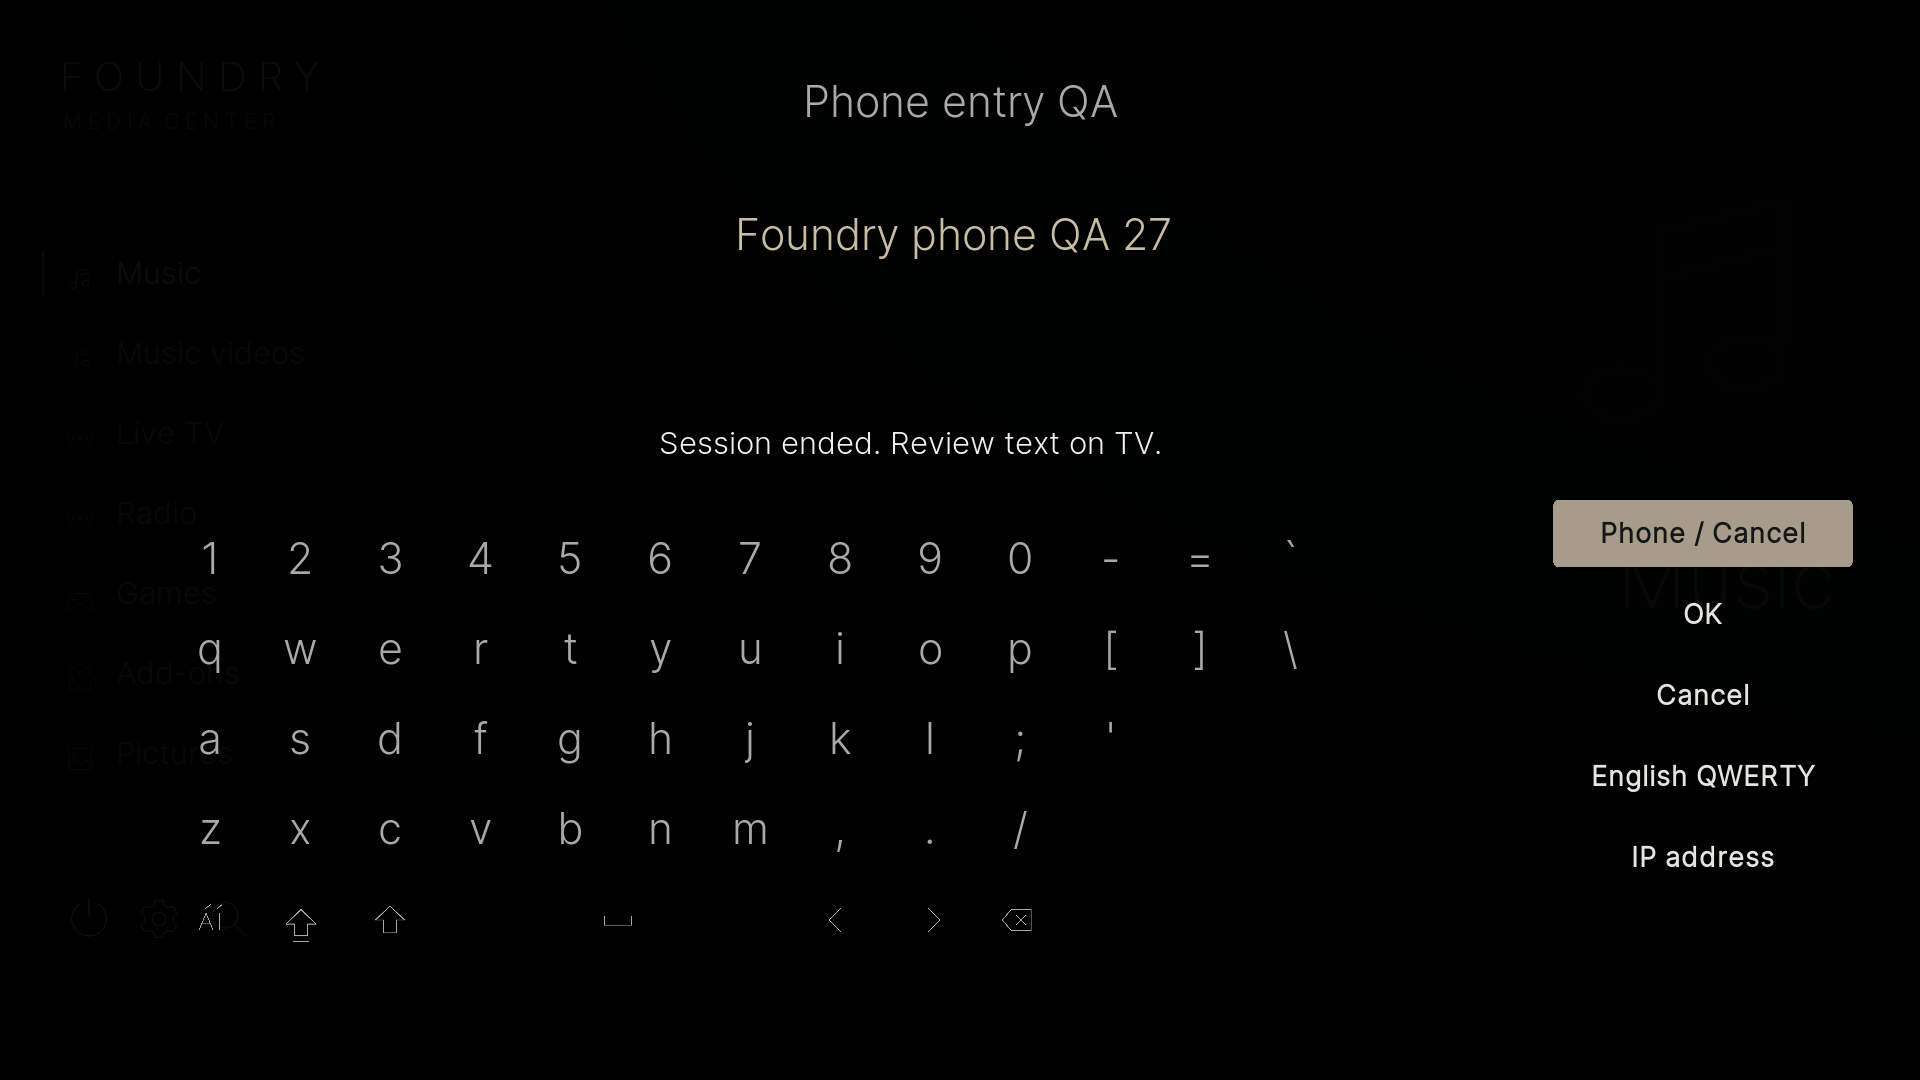 FOUNDRY
MEDIA CENTER
Phone entry QA
Foundry phone QA 27
Music
Music videos
Live TV
Radio
Games
Add-ons
Pictures
Session ended. Review text on TV.
1 2 3 4 5 6 7 8 9 0 - = `
q w e r t y u i o p [ ] \
a s d f g h j k l ; '
z x c v b n m , . /
Phone / Cancel
Music
OK
Cancel
English QWERTY
IP address